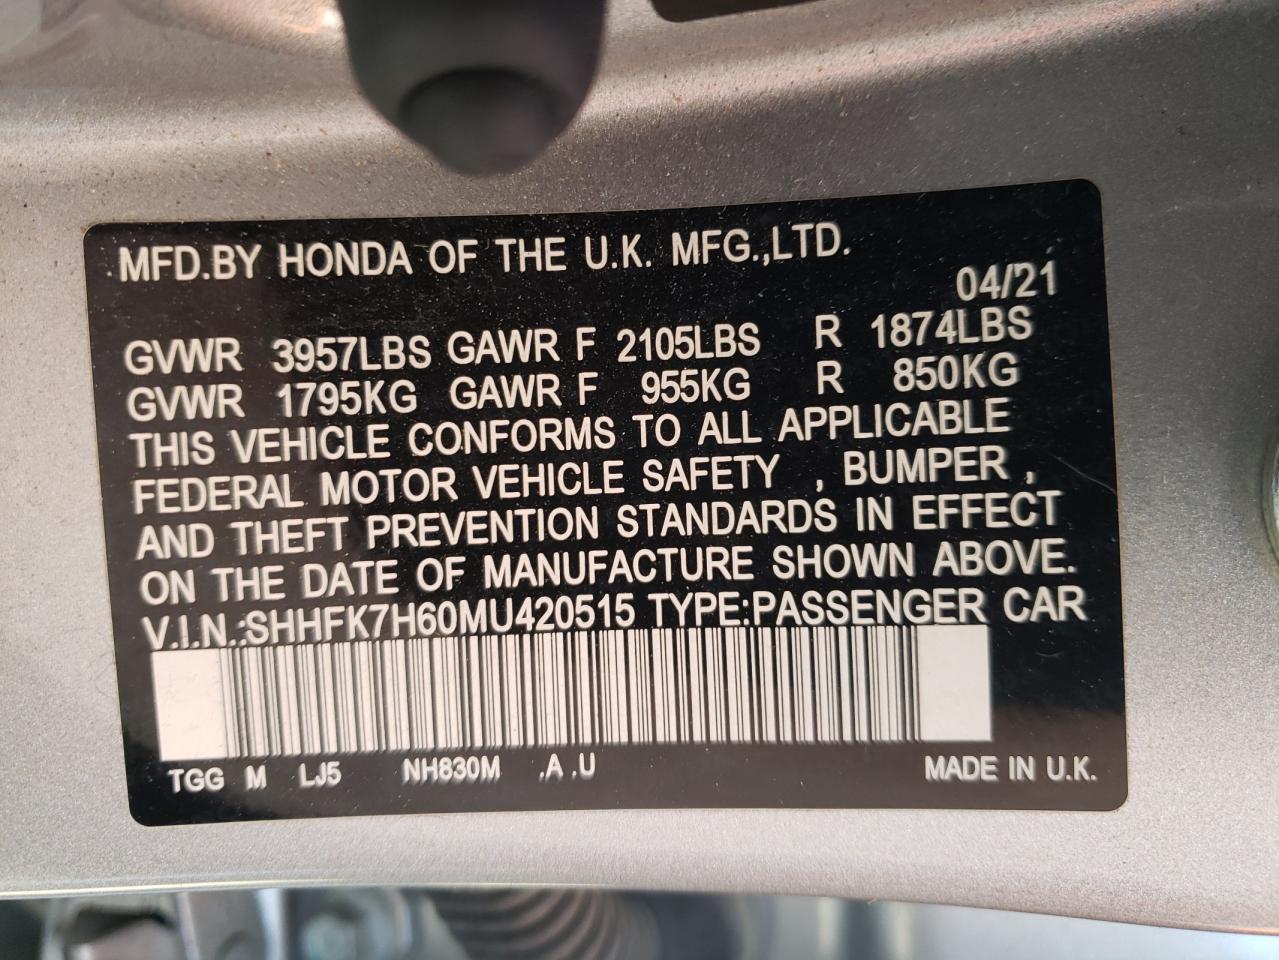 MFD.BY HONDA OF THE U.K. MFG.,LTD.
04/21
GVWR 3957LBS GAWR F 2105LBS R 1874LBS
GVWR 1795KG GAWR F 955KG R 850KG
THIS VEHICLE CONFORMS TO ALL APPLICABLE
FEDERAL MOTOR VEHICLE SAFETY , BUMPER ,
AND THEFT PREVENTION STANDARDS IN EFFECT
ON THE DATE OF MANUFACTURE SHOWN ABOVE.
V.I.N.:SHHFK7H60MU420515 TYPE:PASSENGER CAR
TGG M LJ5 NH830M .A .U MADE IN U.K.